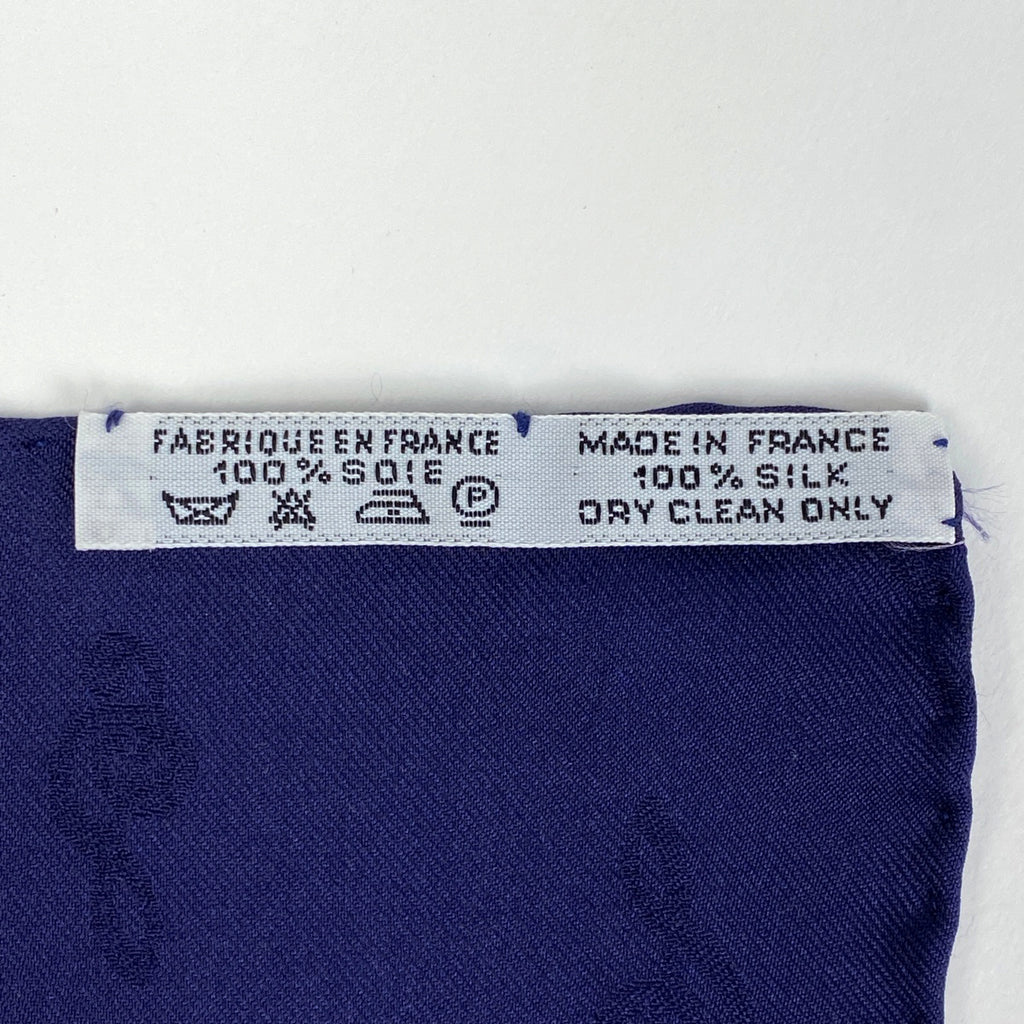 FABRIQUE EN FRANCE
100% SOIE
P
MADE IN FRANCE
100% SILK
DRY CLEAN ONLY